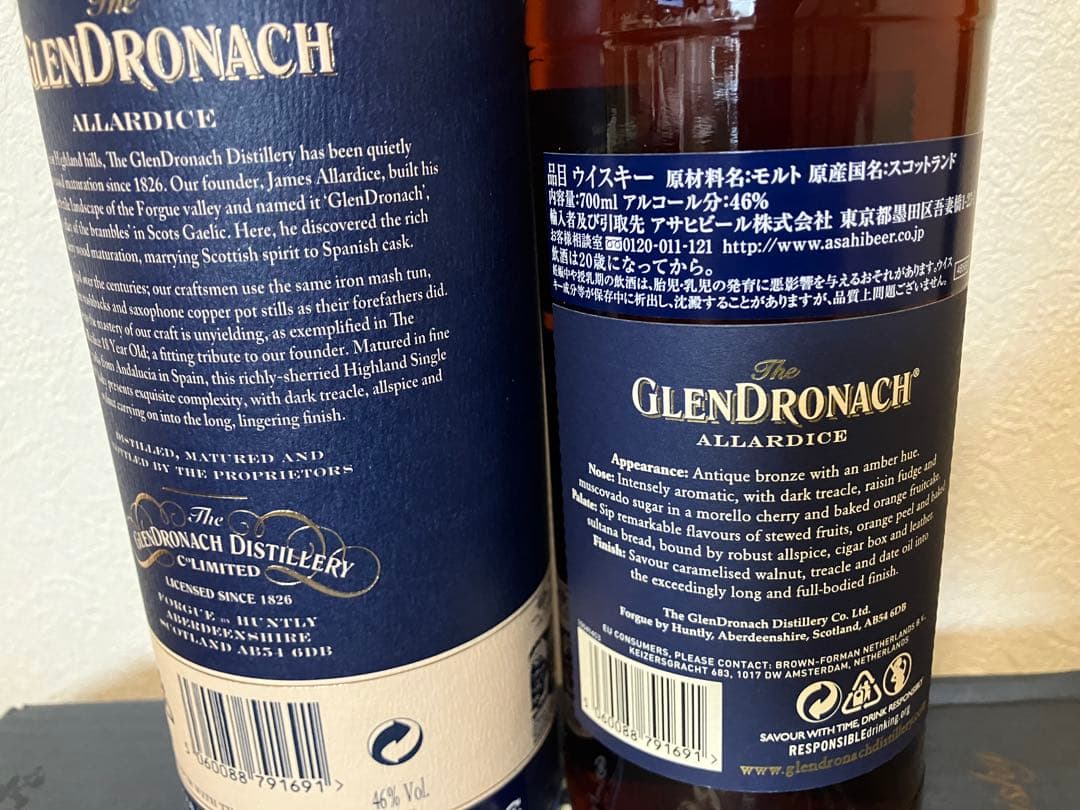 The
GLENDRONACH
ALLARDICE
Highland hills, The GlenDronach Distillery has been quietly
maturation since 1826. Our founder, James Allardice, built his
landscape of the Forgue valley and named it 'GlenDronach',
of the brambles' in Scots Gaelic. Here, he discovered the rich
wood maturation, marrying Scottish spirit to Spanish cask.
over the centuries; our craftsmen use the same iron mash tun,
washbacks and saxophone copper pot stills as their forefathers did.
the mastery of our craft is unyielding, as exemplified in The
18 Year Old; a fitting tribute to our founder. Matured in fine
from Andalucia in Spain, this richly-sherried Highland Single
presents exquisite complexity, with dark treacle, allspice and
carrying on into the long, lingering finish.
DISTILLED, MATURED AND
BOTTLED BY THE PROPRIETORS
The
GLENDRONACH DISTILLERY
Co LIMITED
LICENSED SINCE 1826
FORGUE by HUNTLY
ABERDEENSHIRE
SCOTLAND AB54 6DB
5 060088 791691 >
46% Vol.
品目 ウイスキー 原材料名:モルト 原産国名:スコットランド
内容量:700ml アルコール分:46%
輸入者及び引取先 アサヒビール株式会社 東京都墨田区吾妻橋1-23
お客様相談室 0120-011-121 http://www.asahibeer.co.jp
飲酒は20歳になってから。
妊娠中や授乳期の飲酒は、胎児・乳児の発育に悪影響を与えるおそれがあります。ウイス
キー成分等が保存中に析出し、沈澱することがありますが、品質上問題ございません。
The
GLENDRONACH®
ALLARDICE
Appearance: Antique bronze with an amber hue.
Nose: Intensely aromatic, with dark treacle, raisin fudge and
muscovado sugar in a morello cherry and baked orange fruitcake.
Palate: Sip remarkable flavours of stewed fruits, orange peel and baked
sultana bread, bound by robust allspice, cigar box and leather.
Finish: Savour caramelised walnut, treacle and date oil into
the exceedingly long and full-bodied finish.
The GlenDronach Distillery Co. Ltd.
Forgue by Huntly, Aberdeenshire, Scotland, AB54 6DB
EU CONSUMERS, PLEASE CONTACT: BROWN-FORMAN NETHERLANDS B.V.
KEIZERSGRACHT 683, 1017 DW AMSTERDAM, NETHERLANDS
5 060088 791691 >
SAVOUR WITH TIME, DRINK RESPONSIBLY
RESPONSIBLEdrinking.org
www.glendronachdistillery.com